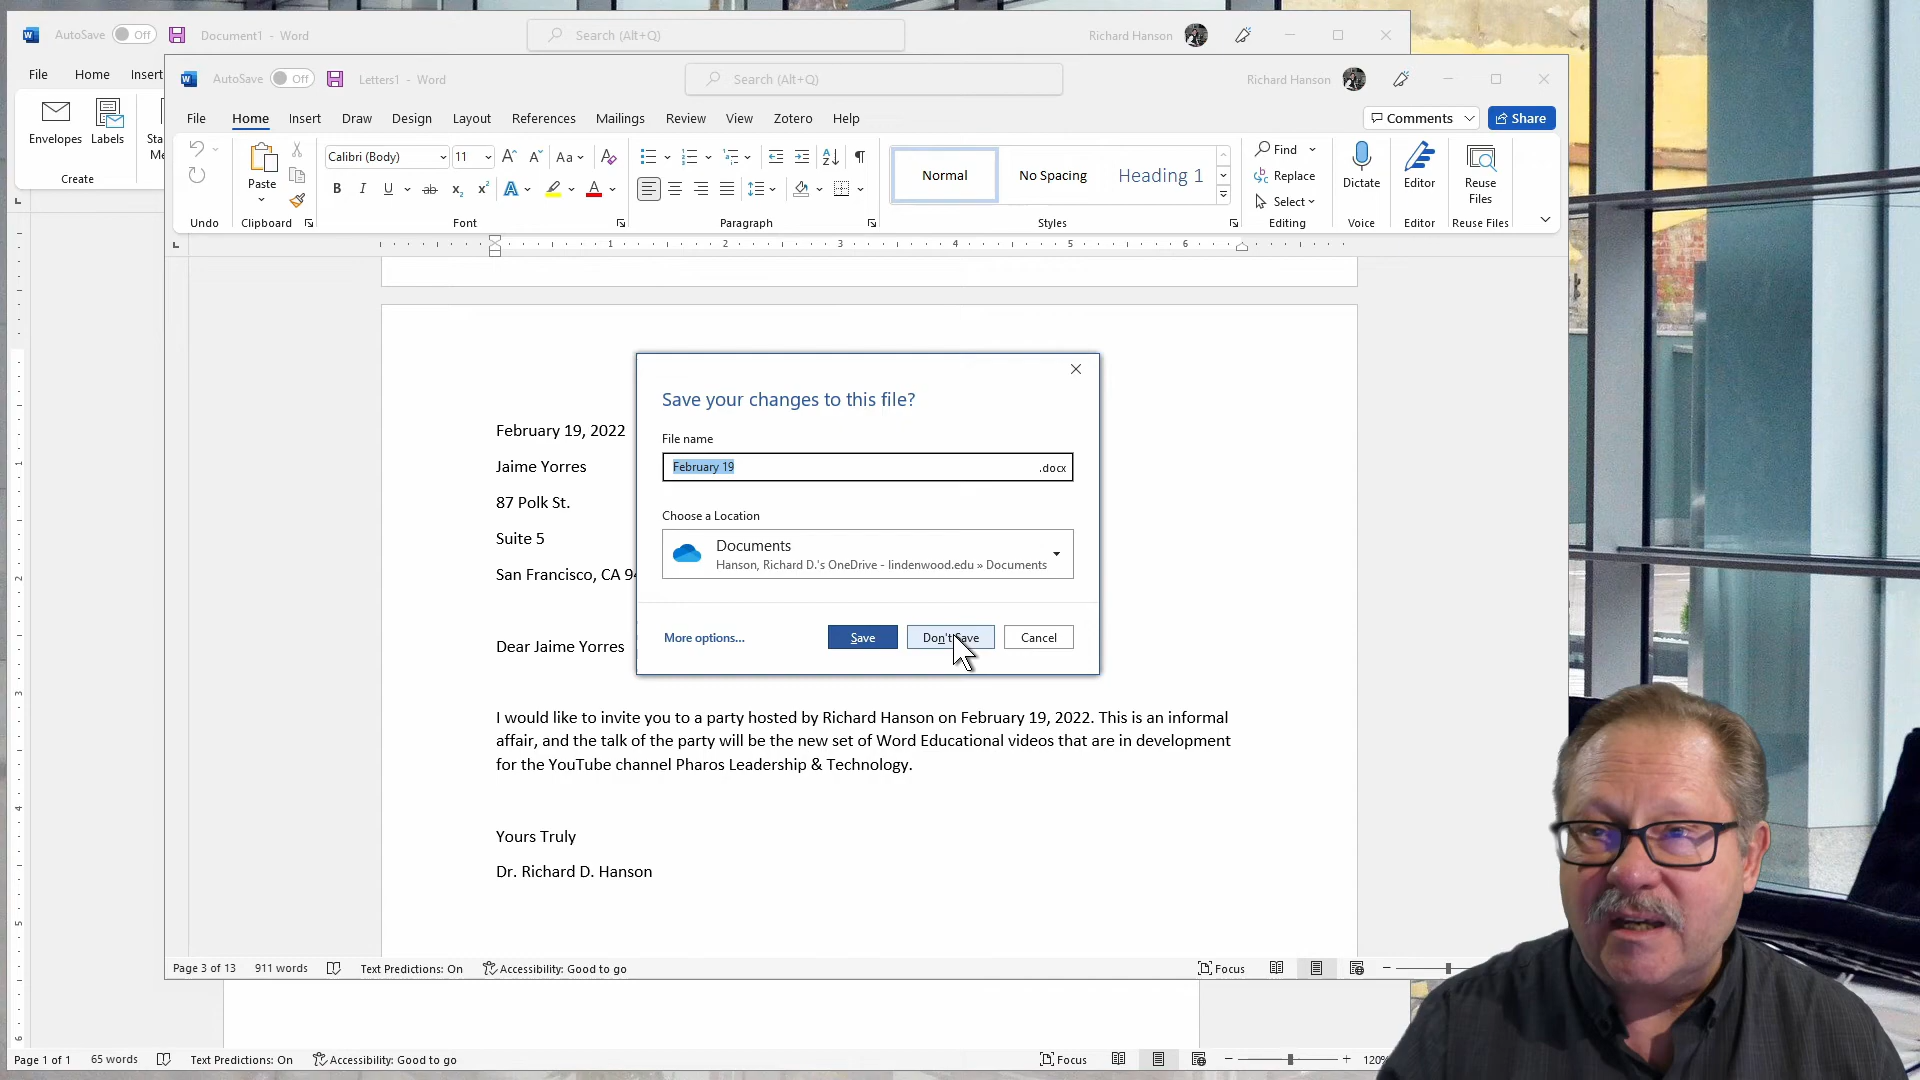 AutoSave Off Document1 - Word Search (Alt+Q) Richard Hanson
File Home Insert
Envelopes Labels
Create
AutoSave Off Letters1 - Word Search (Alt+Q) Richard Hanson
File Home Insert Draw Design Layout References Mailings Review View Zotero Help Comments Share
Calibri (Body) 11 Aa
Paste
Normal No Spacing Heading 1
Find
Replace
Select
Dictate Editor Reuse Files
Undo Clipboard Font Paragraph Styles Editing Voice Editor Reuse Files
1 2 3 4 5 6
February 19, 2022
Jaime Yorres
87 Polk St.
Suite 5
San Francisco, CA
Dear Jaime Yorres
Save your changes to this file?
File name
February 19 .docx
Choose a Location
Documents
Hanson, Richard D.'s OneDrive - lindenwood.edu » Documents
More options... Save Don't Save Cancel
I would like to invite you to a party hosted by Richard Hanson on February 19, 2022. This is an informal
affair, and the talk of the party will be the new set of Word Educational videos that are in development
for the YouTube channel Pharos Leadership & Technology.
Yours Truly
Dr. Richard D. Hanson
Page 3 of 13 911 words Text Predictions: On Accessibility: Good to go Focus
Page 1 of 1 65 words Text Predictions: On Accessibility: Good to go Focus 120%